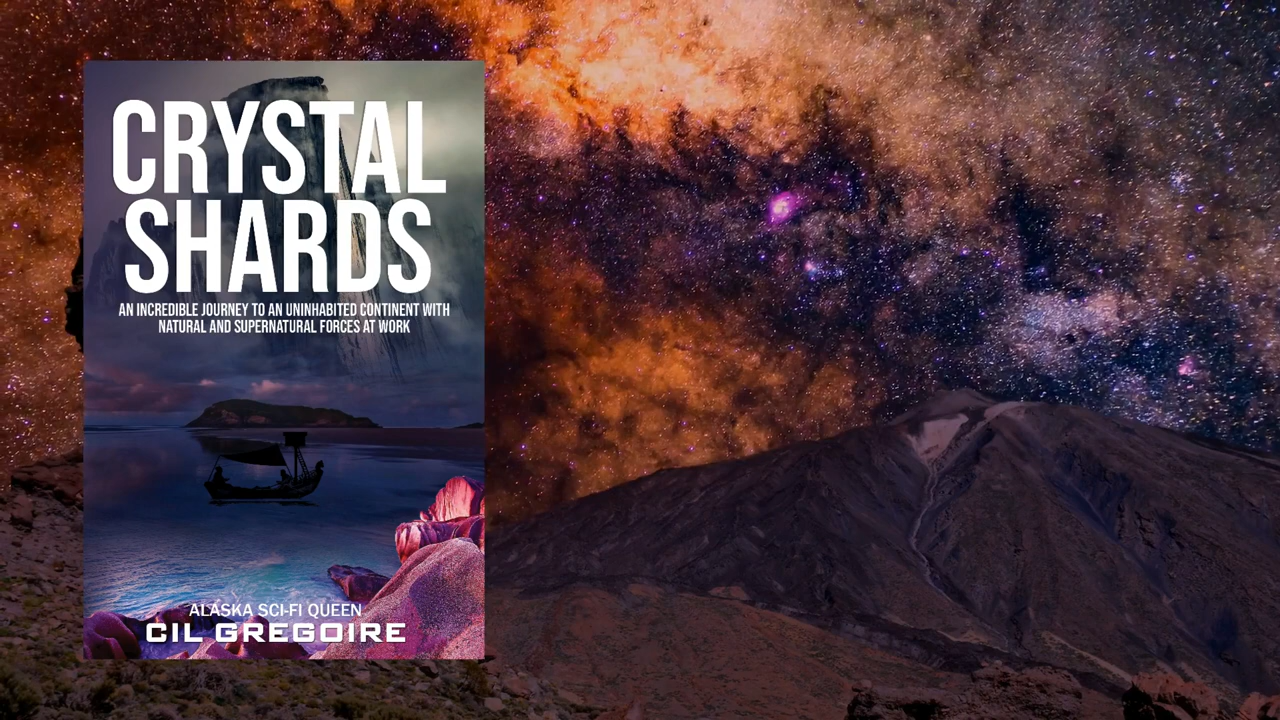 CRYSTAL
SHARDS
AN INCREDIBLE JOURNEY TO AN UNINHABITED CONTINENT WITH
NATURAL AND SUPERNATURAL FORCES AT WORK
ALASKA SCI-FI QUEEN
CIL GREGOIRE